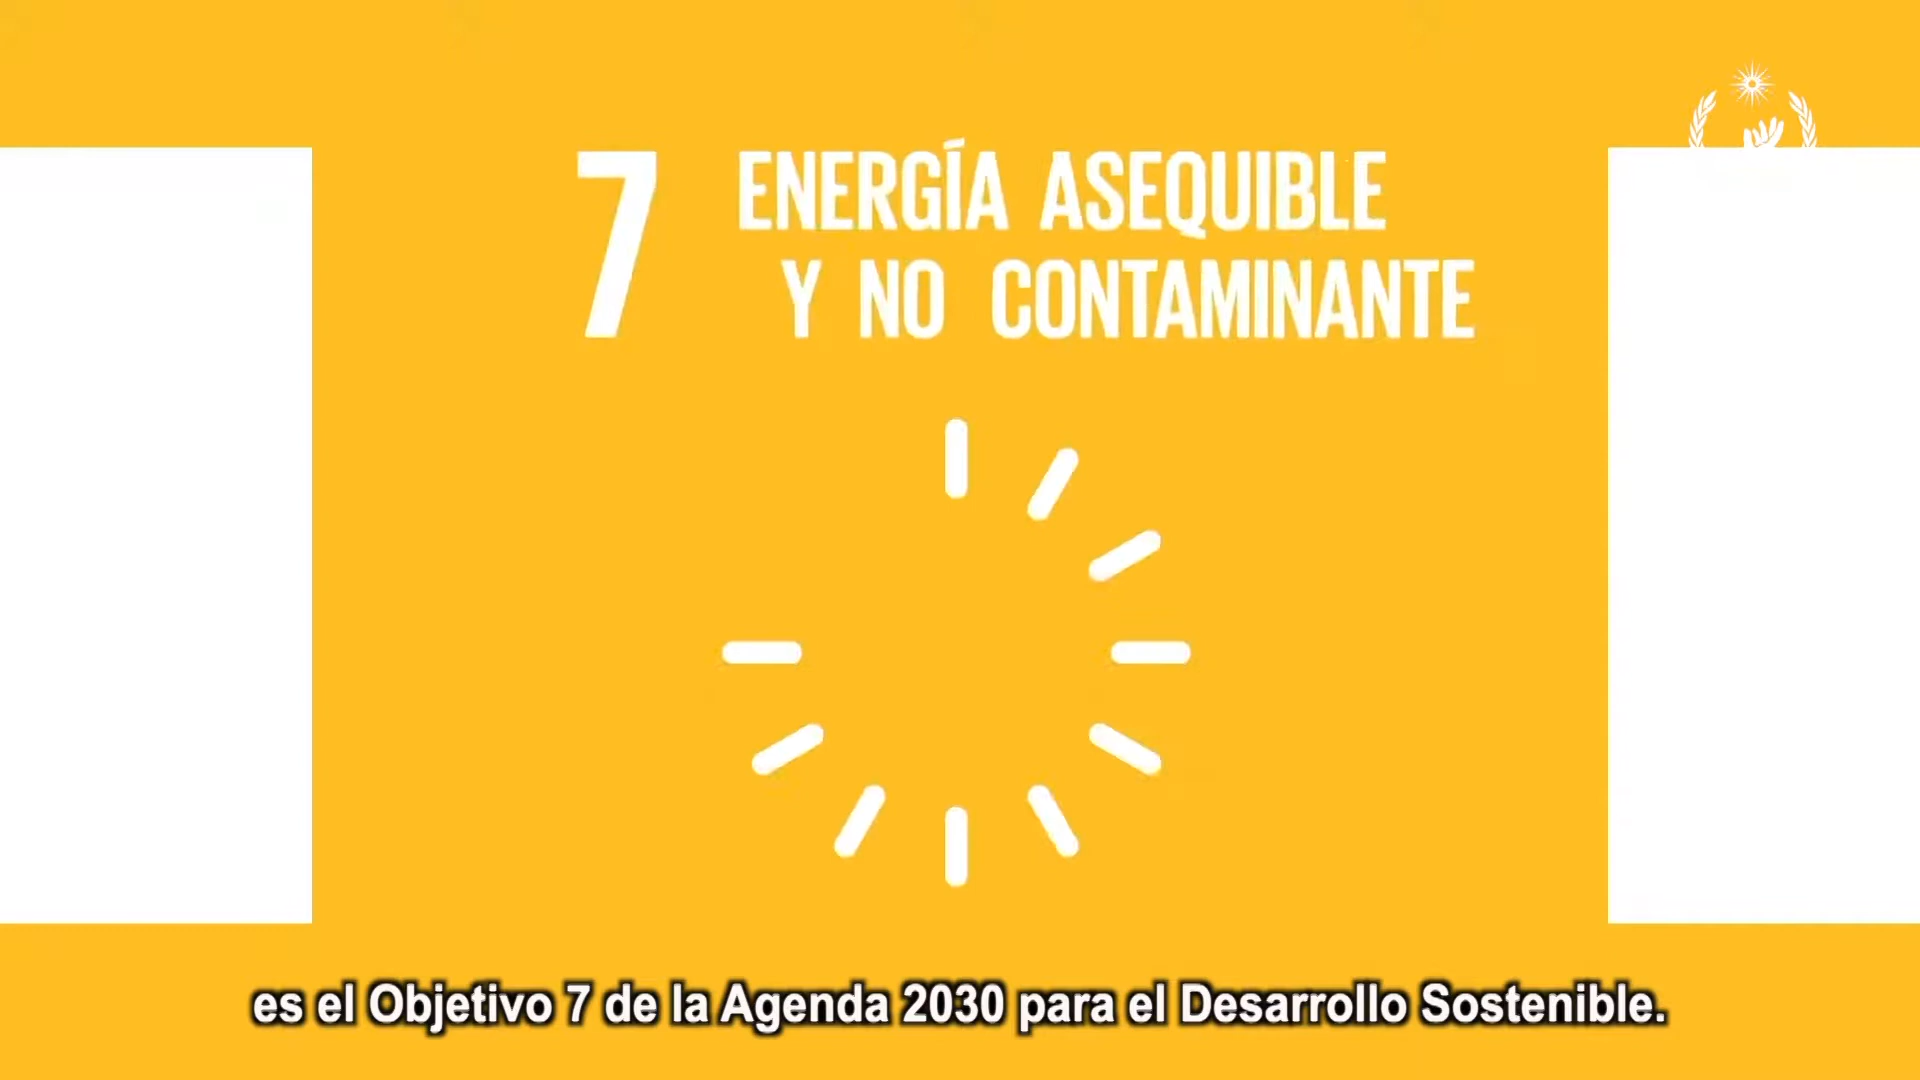 7 ENERGÍA ASEQUIBLE
Y NO CONTAMINANTE
es el Objetivo 7 de la Agenda 2030 para el Desarrollo Sostenible.